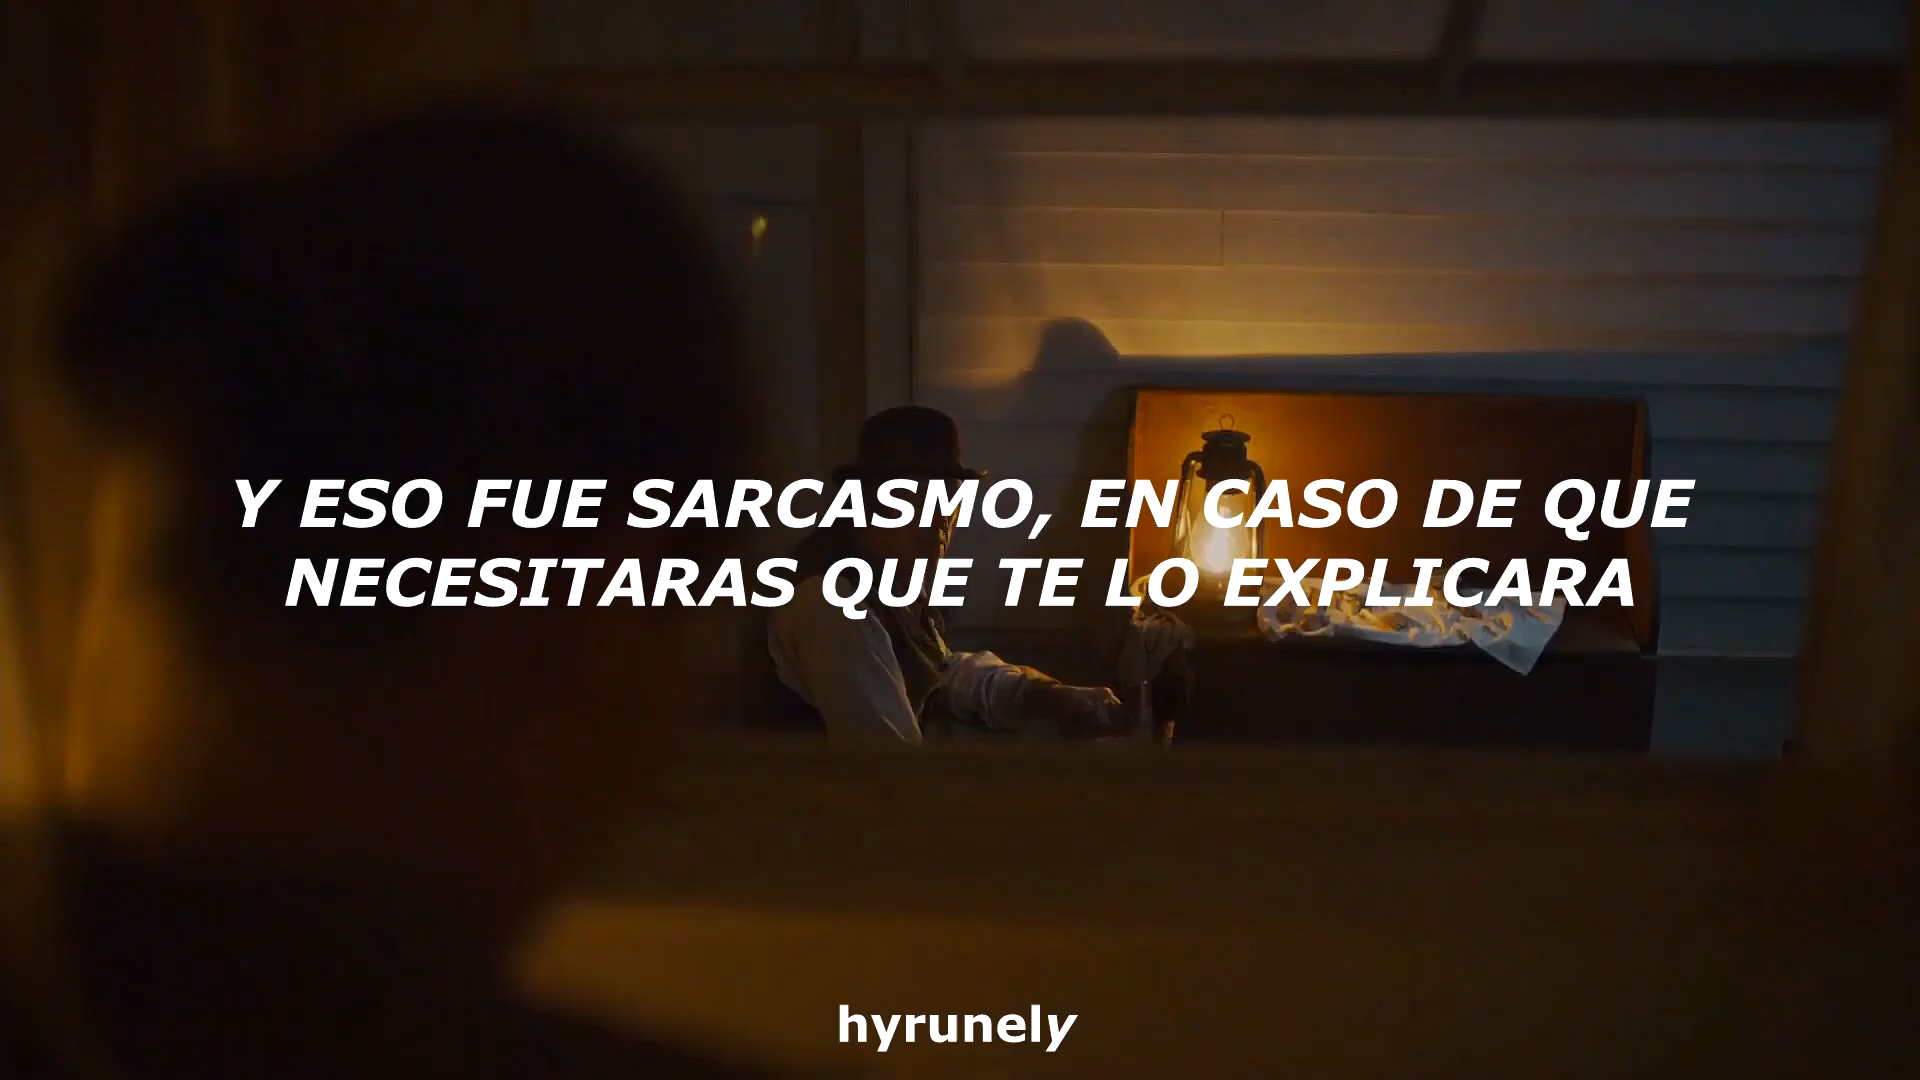 Y ESO FUE SARCASMO, EN CASO DE QUE
NECESITARAS QUE TE LO EXPLICARA
hyrunely